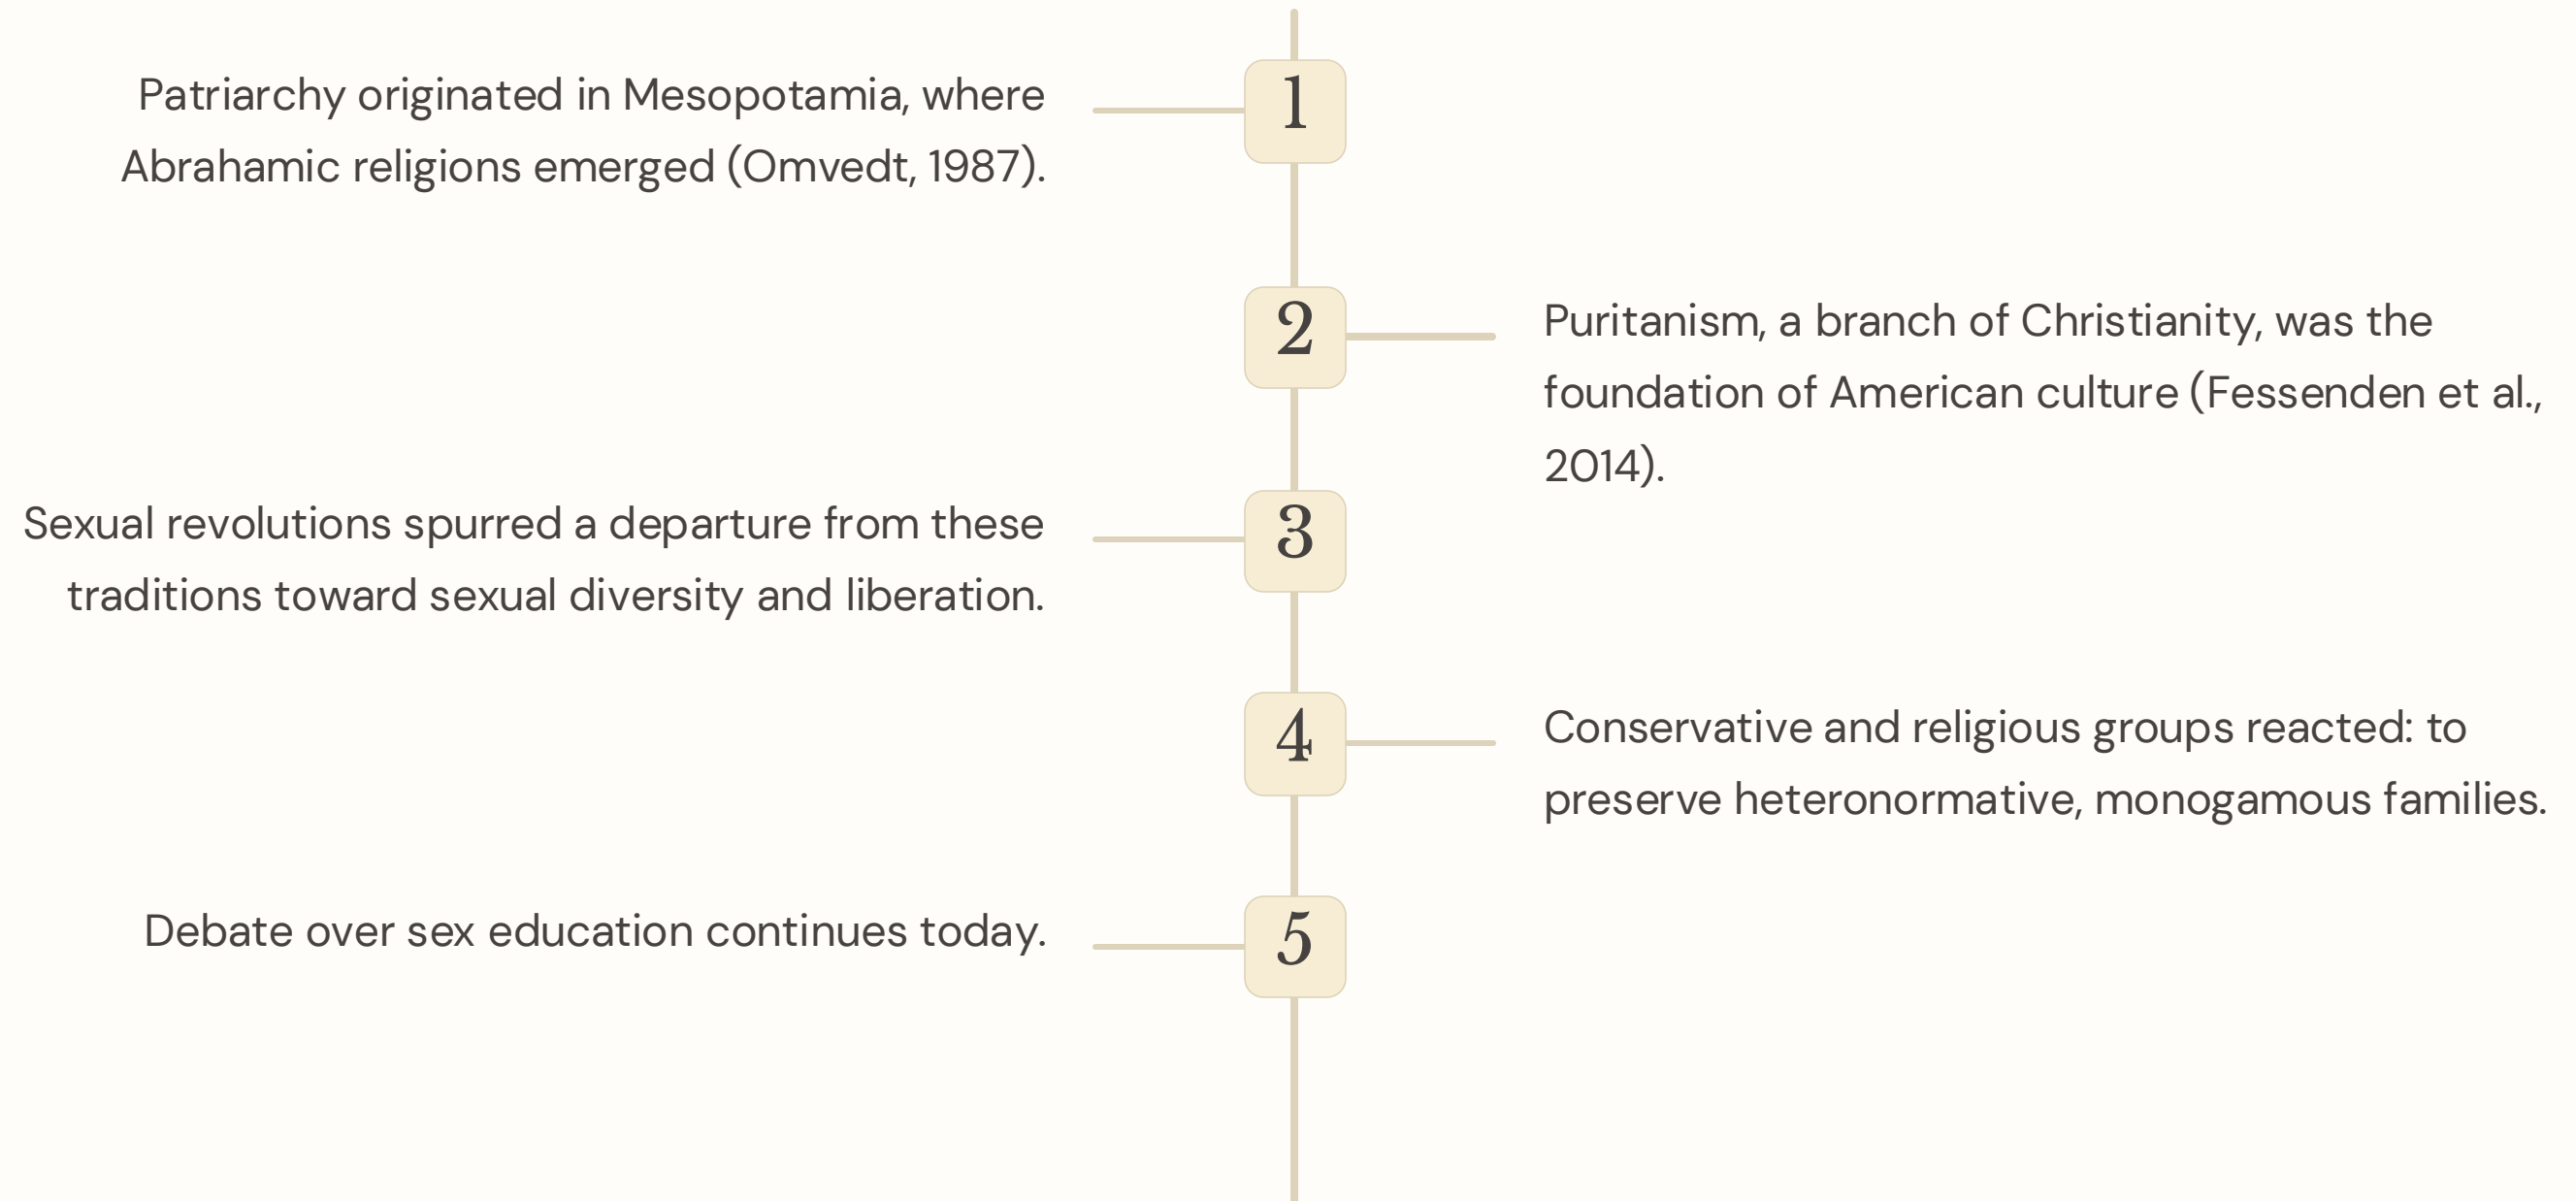 1
Patriarchy originated in Mesopotamia, where
Abrahamic religions emerged (Omvedt, 1987).
2
Puritanism, a branch of Christianity, was the
foundation of American culture (Fessenden et al.,
2014).
3
Sexual revolutions spurred a departure from these
traditions toward sexual diversity and liberation.
4
Conservative and religious groups reacted: to
preserve heteronormative, monogamous families.
5
Debate over sex education continues today.